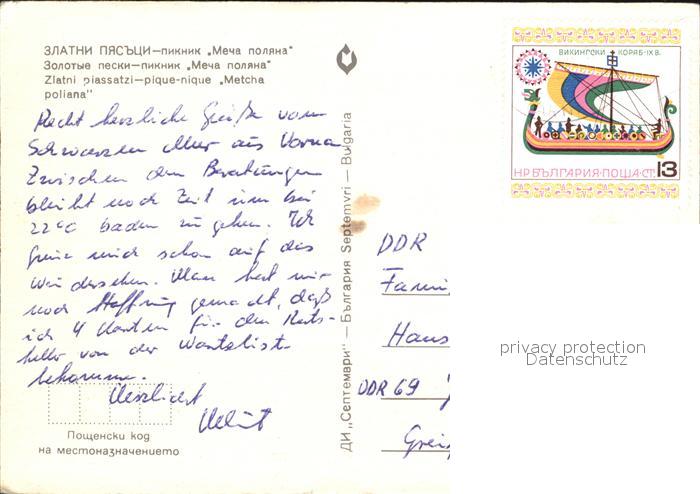 ЗЛАТНИ ПЯСЪЦИ—пикник „Меча поляна“
Золотые пески—пикник „Меча поляна“
Zlatni piassatzi—pique-nique „Metcha
poliana“
Recht herzliche Grüße vom
Schwarzen Meer aus Varna
Zwischen den Beratungen
bleibt noch Zeit um bei
22°C baden zu gehen. Ich
freue mich schon auf das
Wiedersehen. Man hat mir
noch Hoffnung gemacht, daß
ich 4 Karten für den Rats-
keller von der Warteliste
bekomme.
Herzlichst
Пощенски код
на местоназначението
ДИ „Септември“ — България Septemvri — Bulgaria
ВИКИНГСКИ КОРАБ-IX В.
НР БЪЛГАРИЯ·ПОЩА·СТ. 13
DDR
Fami
Haus
DDR 69
privacy protection
Datenschutz